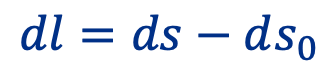 dl = ds − ds₀